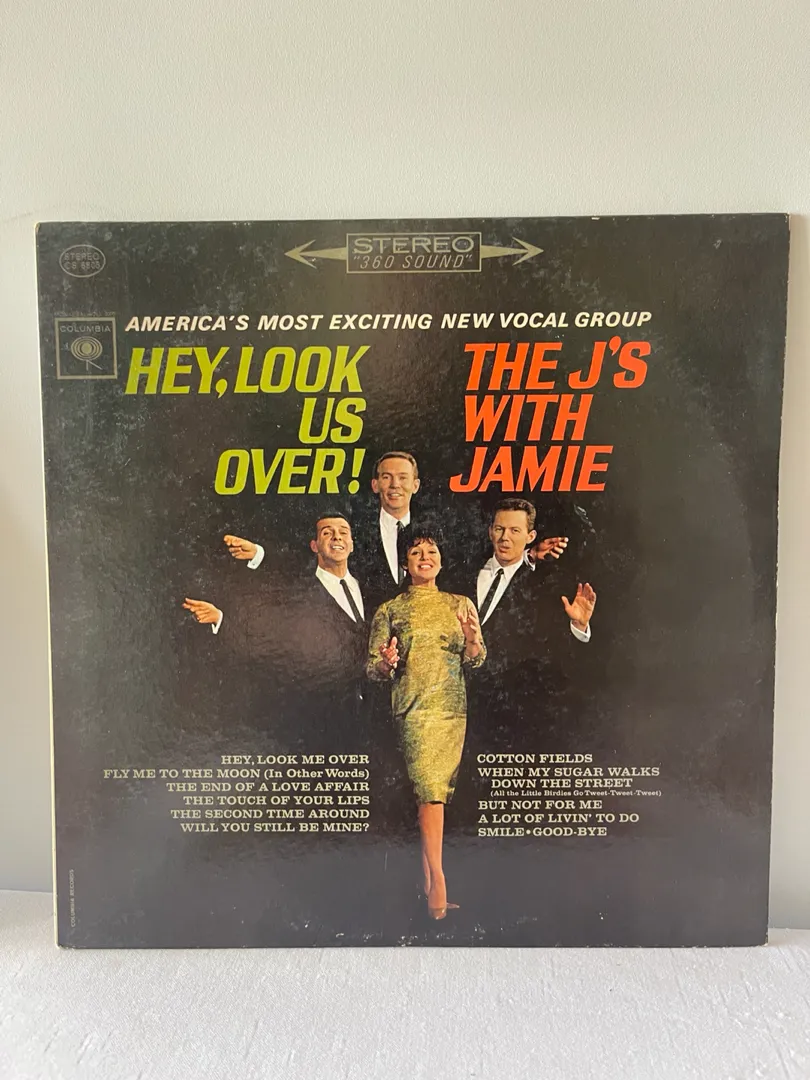 STEREO
"360 SOUND"
STEREO
COLUMBIA
AMERICA'S MOST EXCITING NEW VOCAL GROUP
HEY, LOOK
US
OVER!
THE J'S
WITH
JAMIE
HEY, LOOK ME OVER
FLY ME TO THE MOON (In Other Words)
THE END OF A LOVE AFFAIR
THE TOUCH OF YOUR LIPS
THE SECOND TIME AROUND
WILL YOU STILL BE MINE?
COTTON FIELDS
WHEN MY SUGAR WALKS
DOWN THE STREET
(All the Little Birdies Go Tweet-Tweet-Tweet)
BUT NOT FOR ME
A LOT OF LIVIN' TO DO
SMILE•GOOD-BYE
COLUMBIA RECORDS